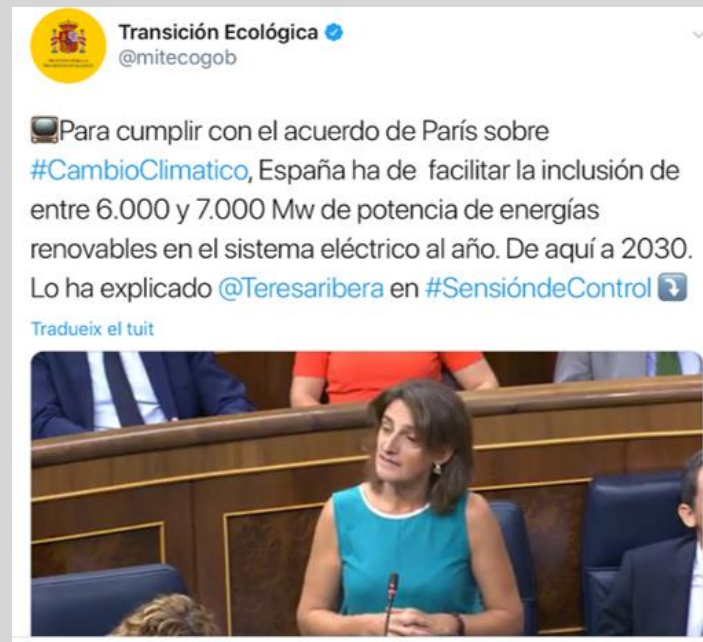 Transición Ecológica
@mitecogob
Para cumplir con el acuerdo de París sobre
#CambioClimatico, España ha de facilitar la inclusión de
entre 6.000 y 7.000 Mw de potencia de energías
renovables en el sistema eléctrico al año. De aquí a 2030.
Lo ha explicado @Teresaribera en #SensióndeControl
Tradueix el tuit